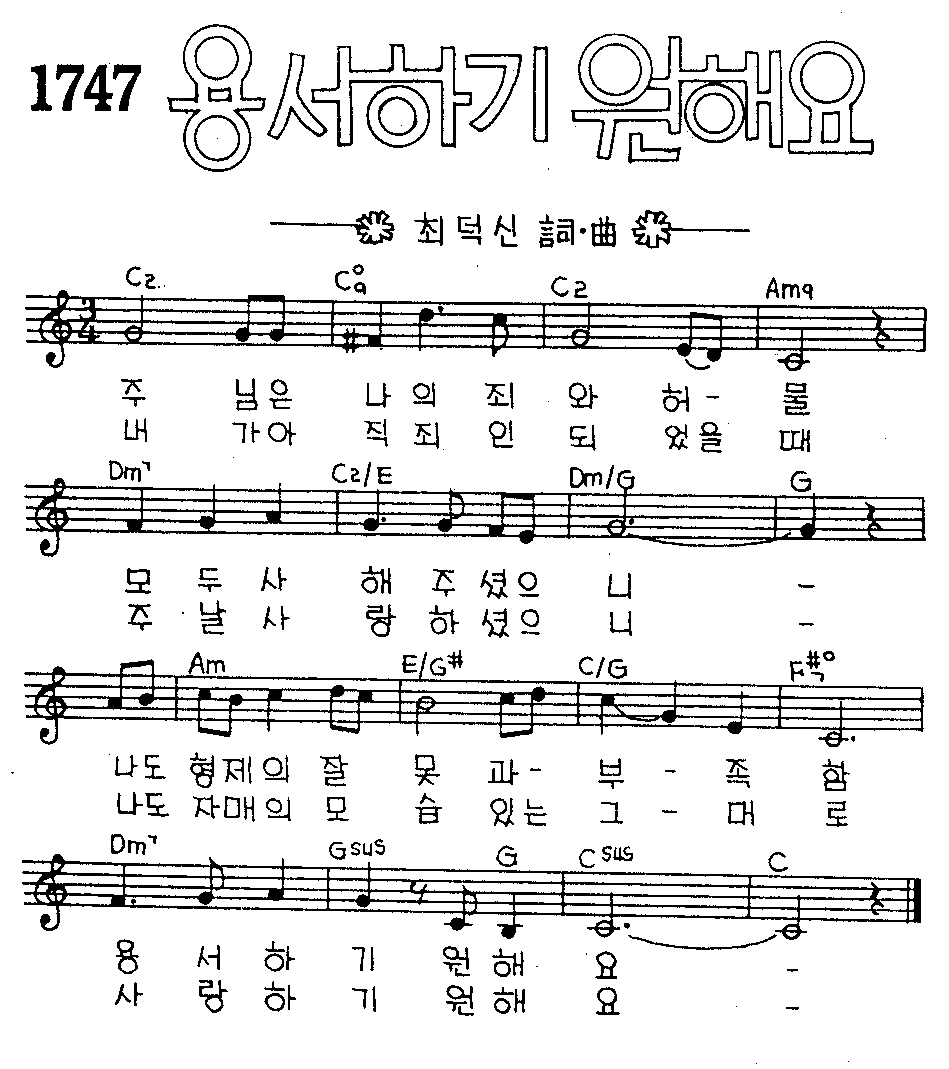 1747 용서하기 원해요
최덕신 詞·曲
C2 C°a C2 Am9
3/4
주 님은 나의 죄 와 허- 물
내 가아 직죄 인 되 었을 때
Dm7 C2/E Dm/G G
모 두 사 해 주셨으 니 -
주 날 사 랑 하셨으 니 -
Am E/G# C/G F#°7
나도 형제의 잘 못 과- 부 - 족 함
나도 자매의 모 습 있는 그 - 대 로
Dm7 Gsus G Csus C
용 서 하 기 원해 요 -
사 랑 하 기 원해 요 -